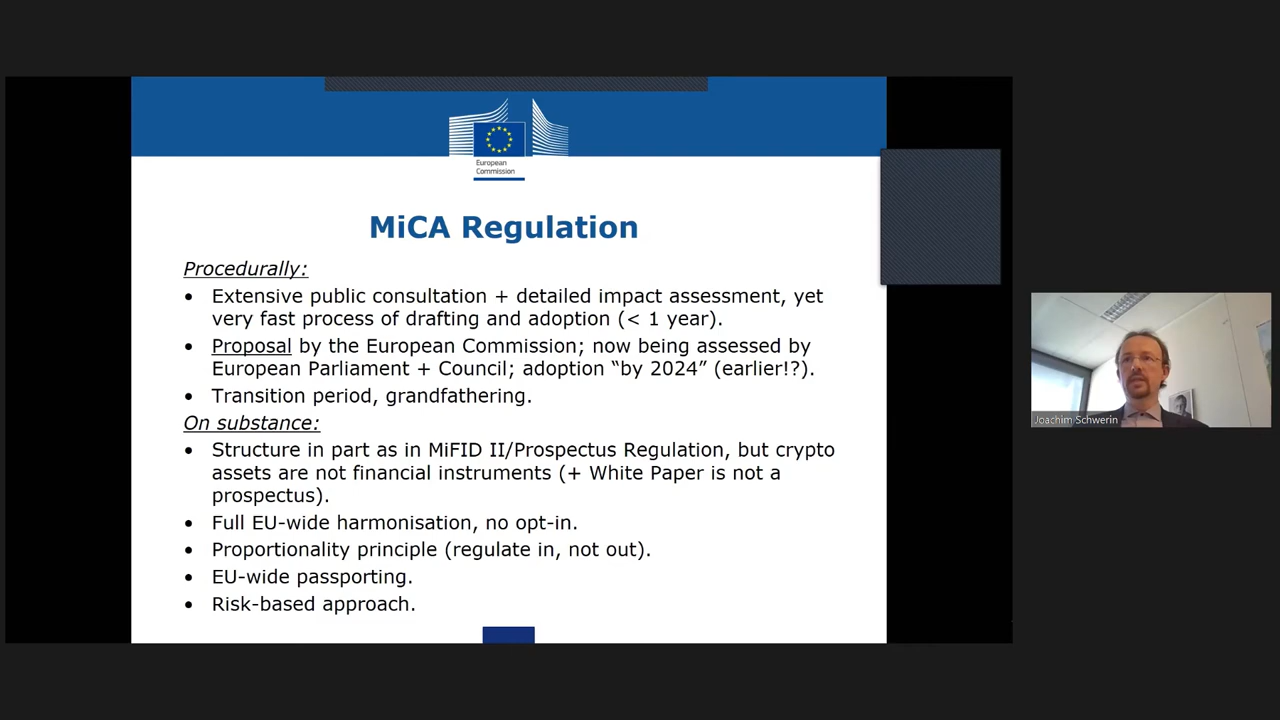 European
Commission
MiCA Regulation
Procedurally:
• Extensive public consultation + detailed impact assessment, yet
very fast process of drafting and adoption (< 1 year).
• Proposal by the European Commission; now being assessed by
European Parliament + Council; adoption “by 2024” (earlier!?).
• Transition period, grandfathering.
On substance:
• Structure in part as in MiFID II/Prospectus Regulation, but crypto
assets are not financial instruments (+ White Paper is not a
prospectus).
• Full EU-wide harmonisation, no opt-in.
• Proportionality principle (regulate in, not out).
• EU-wide passporting.
• Risk-based approach.
Joachim Schwerin